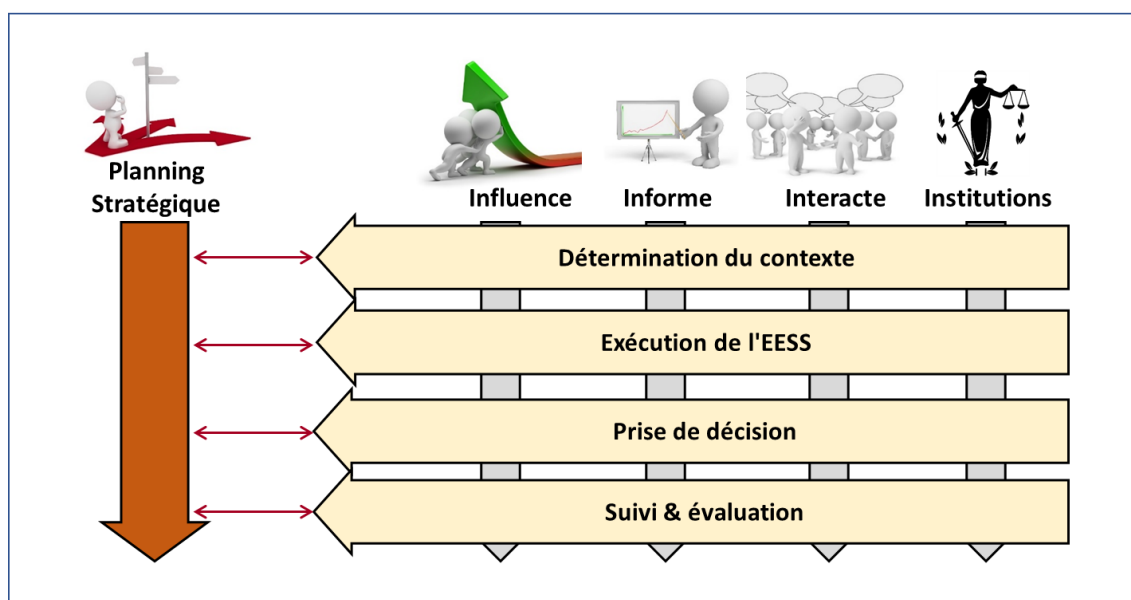 Planning
Stratégique
Influence
Informe
Interacte
Institutions
Détermination du contexte
Exécution de l'EESS
Prise de décision
Suivi & évaluation